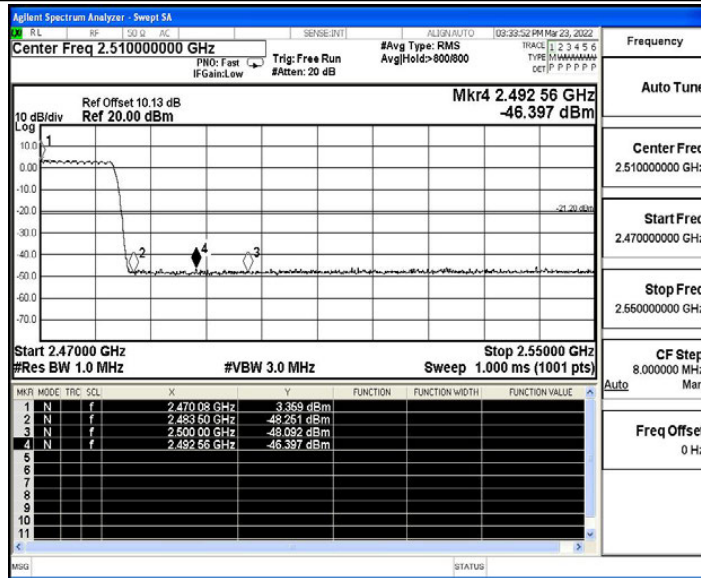 Agilent Spectrum Analyzer - Swept SA
RL RF 50 Ω AC SENSE:INT ALIGNAUTO 03:33:52 PM Mar 23, 2022
Center Freq 2.510000000 GHz
PNO: Fast
IFGain:Low
Trig: Free Run
#Atten: 20 dB
#Avg Type: RMS
Avg|Hold:>800/800
TRACE 1 2 3 4 5 6
TYPE MWWWWW
DET P P P P P P
Frequency
Auto Tune
Center Freq
2.510000000 GHz
Start Freq
2.470000000 GHz
Stop Freq
2.550000000 GHz
CF Step
8.000000 MHz
Auto Man
Freq Offset
0 Hz
Mkr4 2.492 56 GHz
-46.397 dBm
Ref Offset 10.13 dB
10 dB/div Ref 20.00 dBm
Log
10.0
0.00
-10.0
-20.0
-30.0
-40.0
-50.0
-60.0
-70.0
1
2
4
3
-21.20 dBm
Start 2.47000 GHz Stop 2.55000 GHz
#Res BW 1.0 MHz #VBW 3.0 MHz Sweep 1.000 ms (1001 pts)
MKR MODE TRC SCL X Y FUNCTION FUNCTION WIDTH FUNCTION VALUE
1 N f 2.470 08 GHz 3.359 dBm
2 N f 2.483 50 GHz -48.251 dBm
3 N f 2.500 00 GHz -48.092 dBm
4 N f 2.492 56 GHz -46.397 dBm
5
6
7
8
9
10
11
MSG STATUS